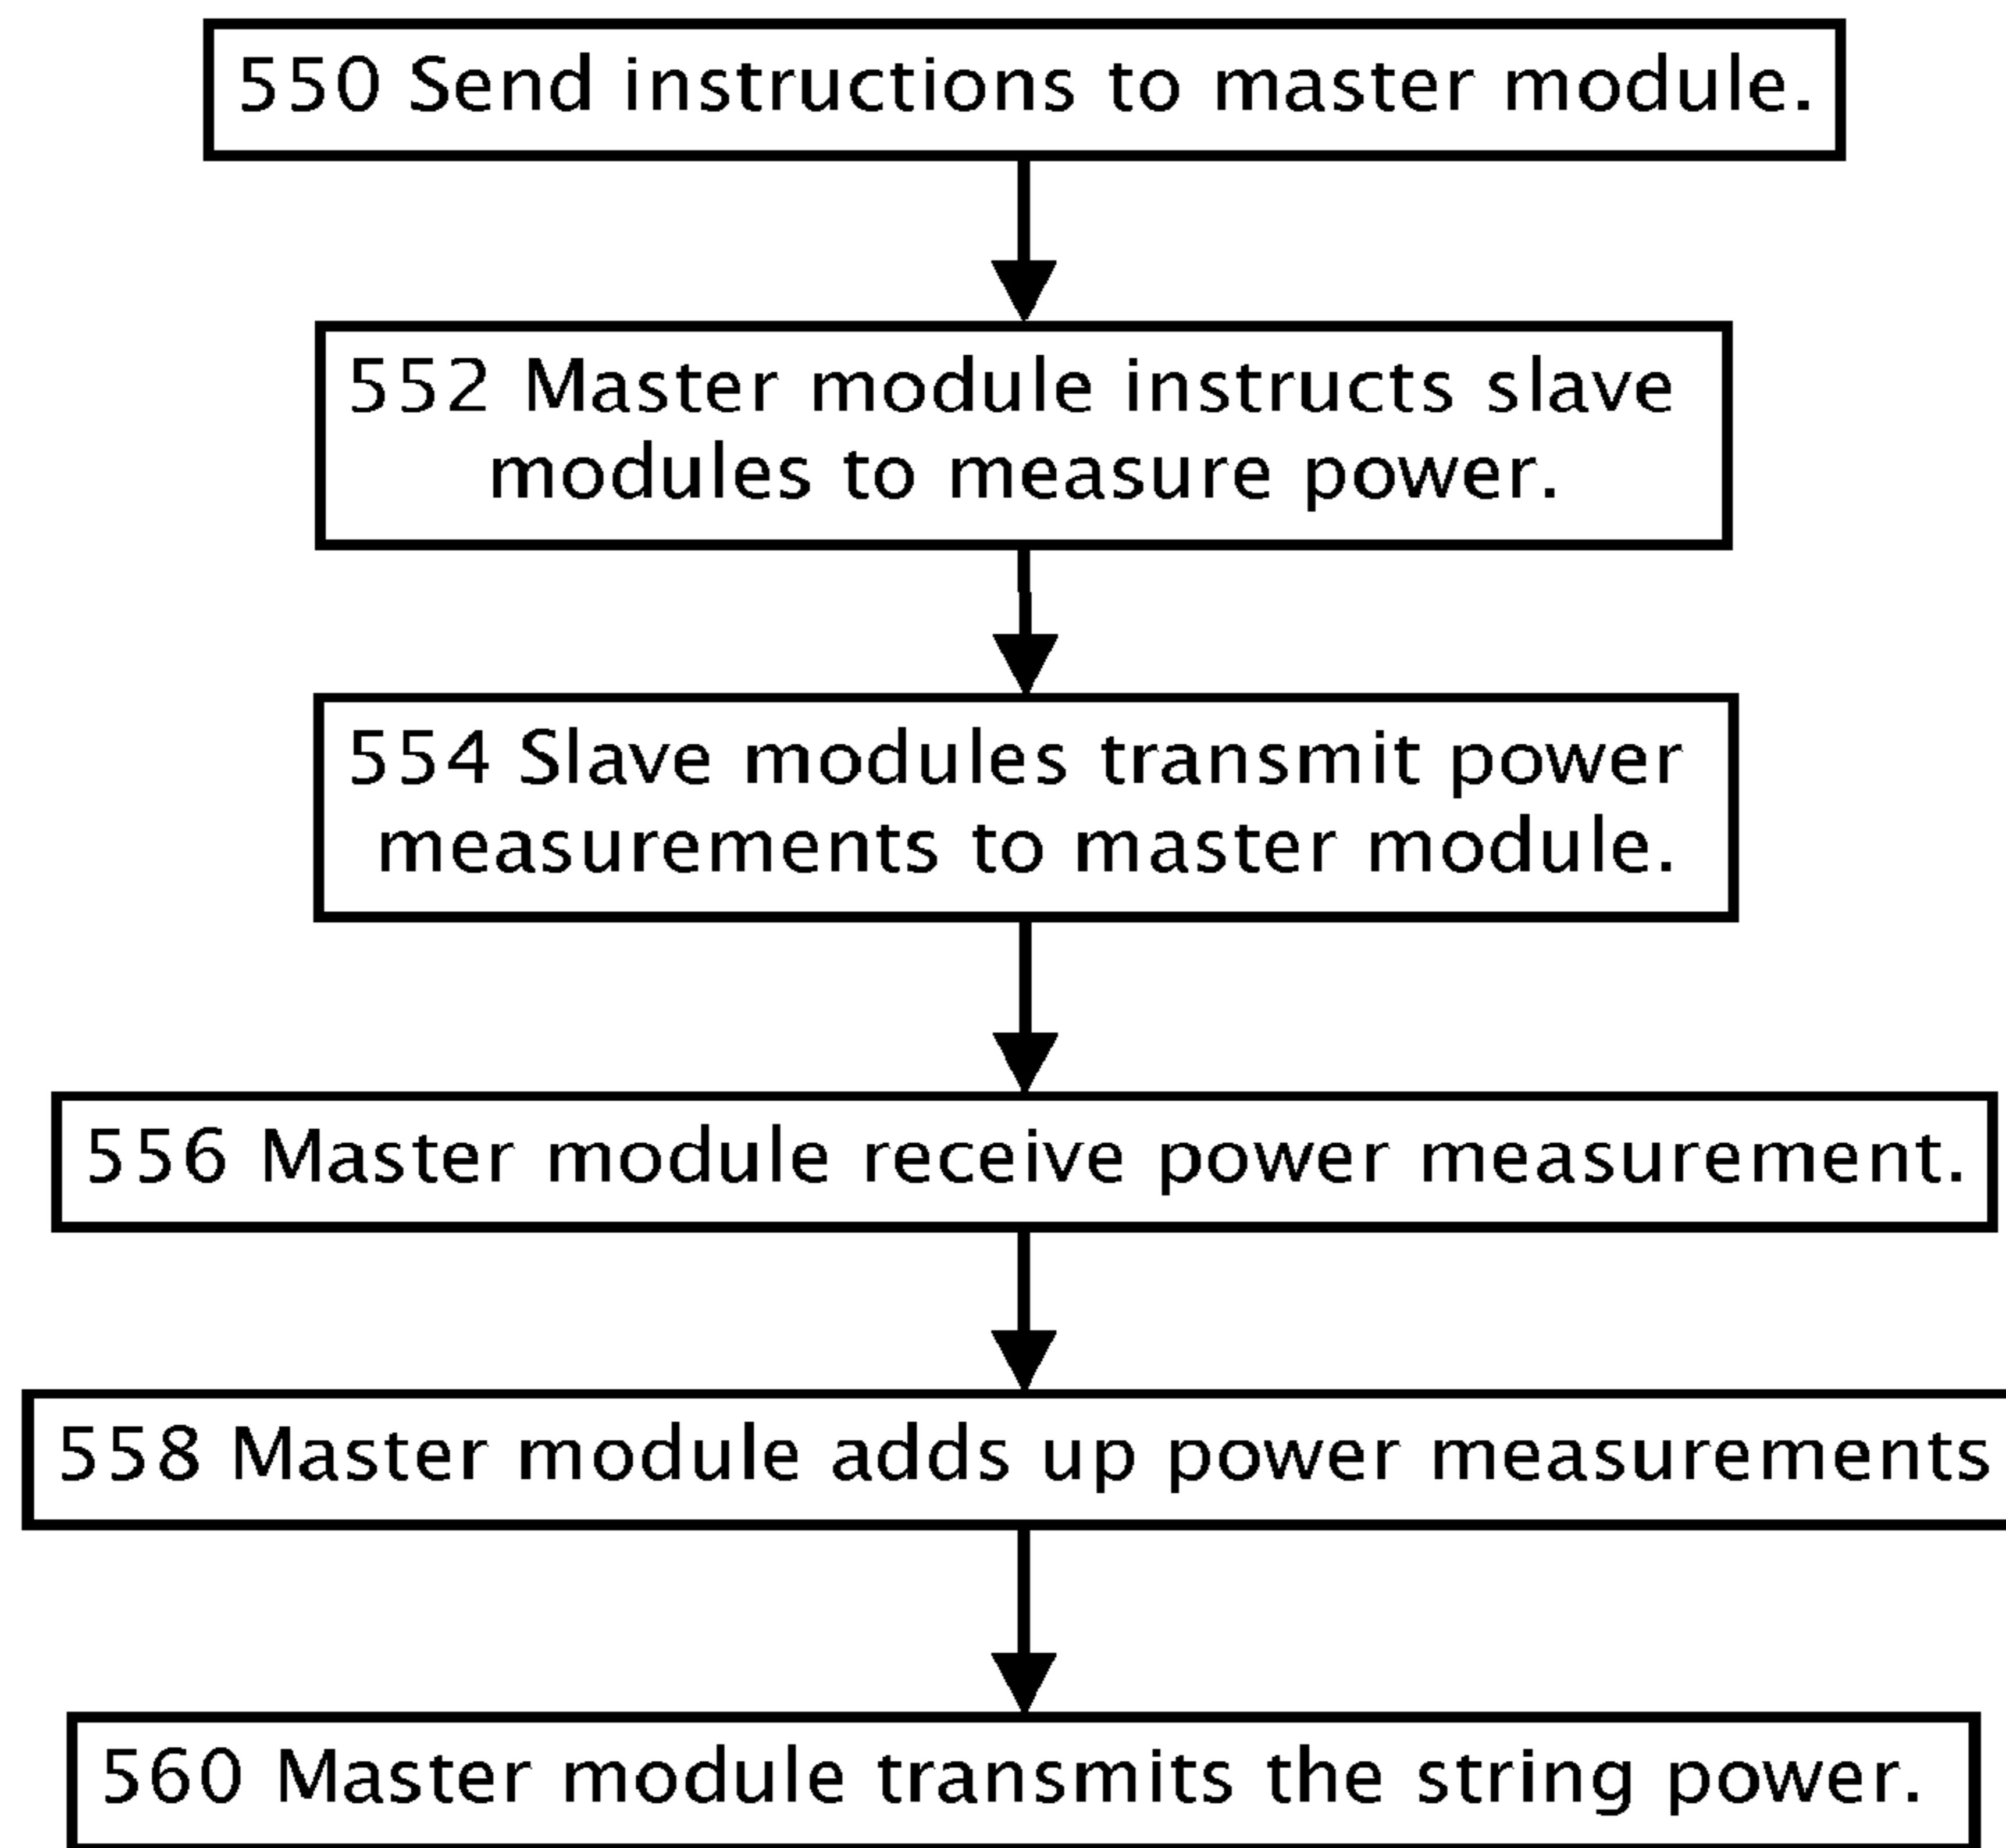 550 Send instructions to master module.
552 Master module instructs slave
modules to measure power.
554 Slave modules transmit power
measurements to master module.
556 Master module receive power measurement.
558 Master module adds up power measurements
560 Master module transmits the string power.